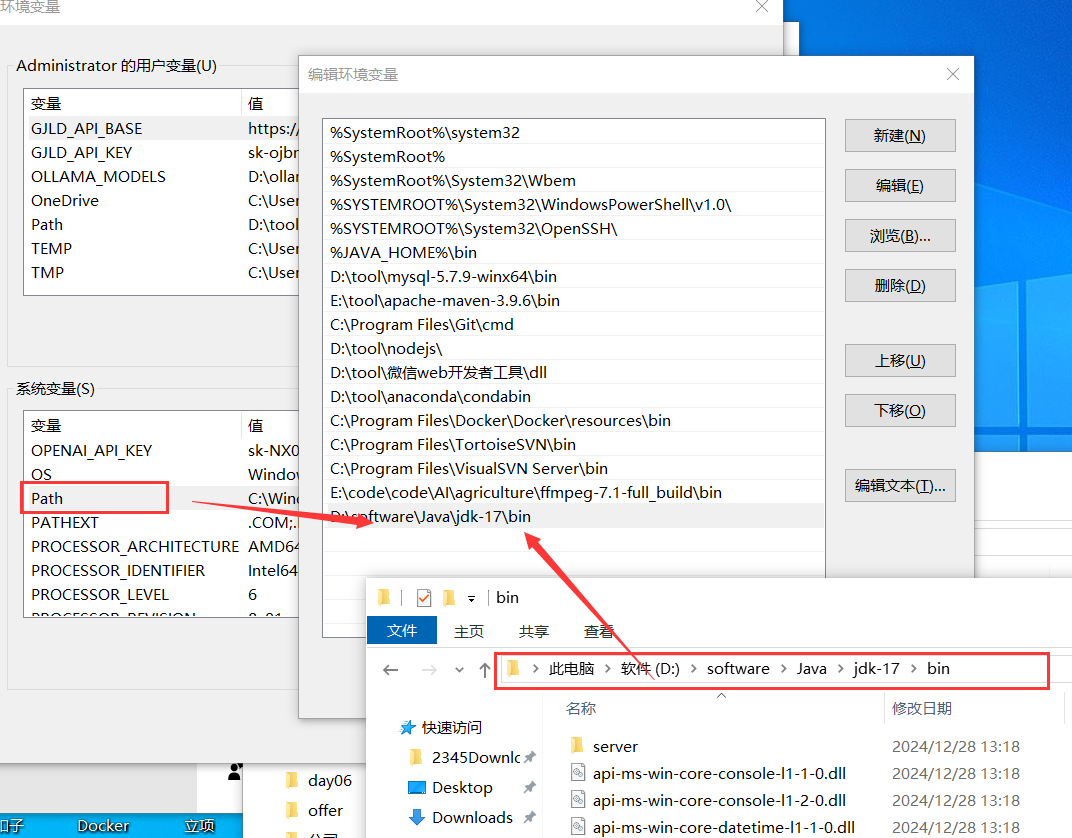 环境变量
Administrator 的用户变量(U)
变量 值
GJLD_API_BASE https:/
GJLD_API_KEY sk-ojbr
OLLAMA_MODELS D:\ollar
OneDrive C:\User
Path D:\tool
TEMP C:\User
TMP C:\User
系统变量(S)
变量 值
OPENAI_API_KEY sk-NX0
OS Window
Path C:\Wind
PATHEXT .COM;.
PROCESSOR_ARCHITECTURE AMD64
PROCESSOR_IDENTIFIER Intel64
PROCESSOR_LEVEL 6
PROCESSOR_REVISION
编辑环境变量
%SystemRoot%\system32
%SystemRoot%
%SystemRoot%\System32\Wbem
%SYSTEMROOT%\System32\WindowsPowerShell\v1.0\
%SYSTEMROOT%\System32\OpenSSH\
%JAVA_HOME%\bin
D:\tool\mysql-5.7.9-winx64\bin
E:\tool\apache-maven-3.9.6\bin
C:\Program Files\Git\cmd
D:\tool\nodejs\
D:\tool\微信web开发者工具\dll
D:\tool\anaconda\condabin
C:\Program Files\Docker\Docker\resources\bin
C:\Program Files\TortoiseSVN\bin
C:\Program Files\VisualSVN Server\bin
E:\code\code\AI\agriculture\ffmpeg-7.1-full_build\bin
D:\software\Java\jdk-17\bin
新建(N)
编辑(E)
浏览(B)...
删除(D)
上移(U)
下移(O)
编辑文本(T)...
bin
文件 主页 共享 查看
此电脑 软件 (D:) software Java jdk-17 bin
名称 修改日期
快速访问
2345Downlc
Desktop
Downloads
server 2024/12/28 13:18
api-ms-win-core-console-l1-1-0.dll 2024/12/28 13:18
api-ms-win-core-console-l1-2-0.dll 2024/12/28 13:18
api-ms-win-core-datetime-l1-1-0.dll 2024/12/28 13:18
day06
offer
Docker
立项